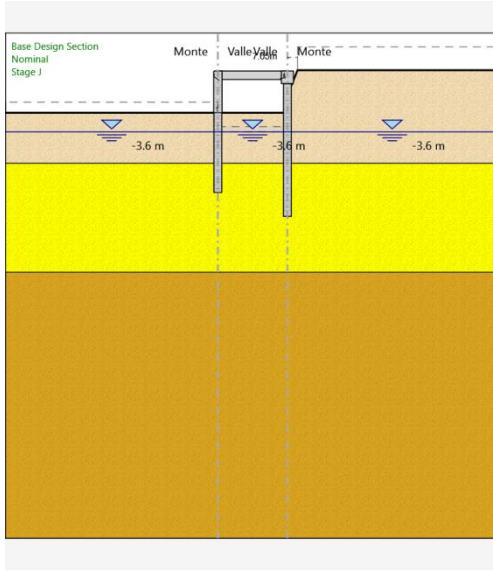 Base Design Section
Nominal
Stage J
Monte
Valle
Valle
Monte
7.05m
-3.6 m
-3.6 m
-3.6 m